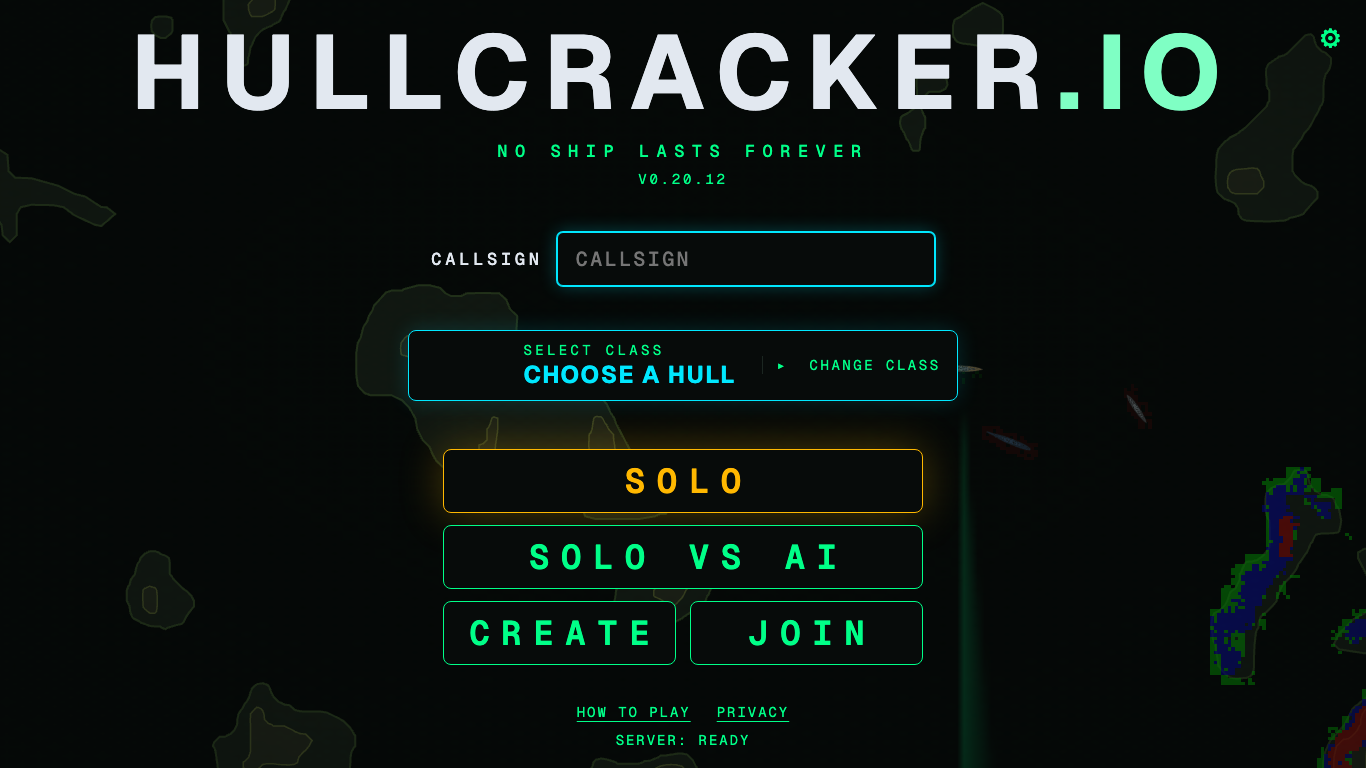 HULLCRACKER.IO
NO SHIP LASTS FOREVER
V0.20.12
CALLSIGN CALLSIGN
SELECT CLASS
CHOOSE A HULL ▸ CHANGE CLASS
SOLO
SOLO VS AI
CREATE JOIN
HOW TO PLAY PRIVACY
SERVER: READY